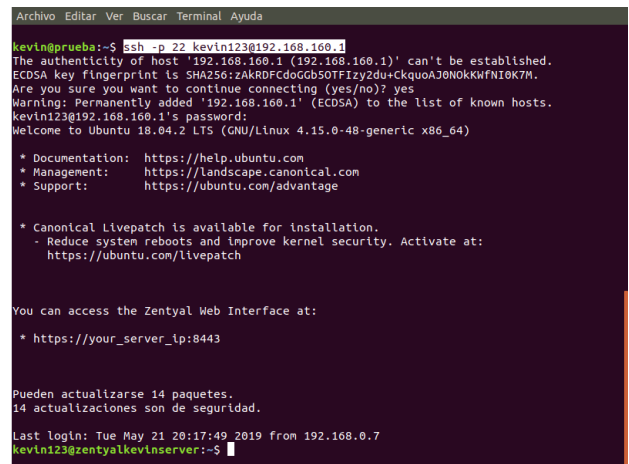 Archivo Editar Ver Buscar Terminal Ayuda
kevin@prueba:~$ ssh -p 22 kevin123@192.168.160.1
The authenticity of host '192.168.160.1 (192.168.160.1)' can't be established.
ECDSA key fingerprint is SHA256:zAkRDFCdoGGb5OTFIzy2du+CkquoAJ0NOkKWfNI0K7M.
Are you sure you want to continue connecting (yes/no)? yes
Warning: Permanently added '192.168.160.1' (ECDSA) to the list of known hosts.
kevin123@192.168.160.1's password:
Welcome to Ubuntu 18.04.2 LTS (GNU/Linux 4.15.0-48-generic x86_64)
* Documentation: https://help.ubuntu.com
* Management: https://landscape.canonical.com
* Support: https://ubuntu.com/advantage
* Canonical Livepatch is available for installation.
- Reduce system reboots and improve kernel security. Activate at:
https://ubuntu.com/livepatch
You can access the Zentyal Web Interface at:
* https://your_server_ip:8443
Pueden actualizarse 14 paquetes.
14 actualizaciones son de seguridad.
Last login: Tue May 21 20:17:49 2019 from 192.168.0.7
kevin123@zentyalkevinserver:~$